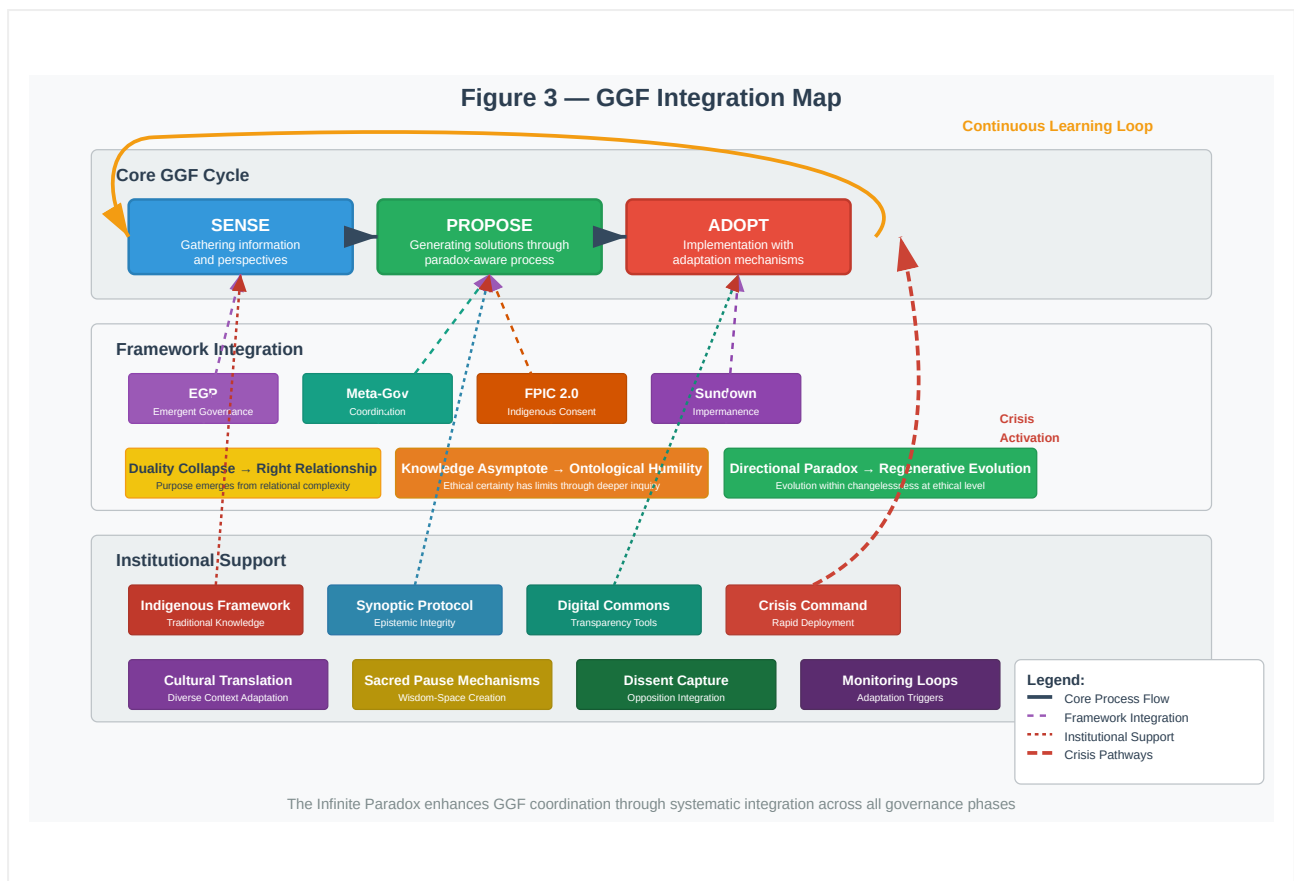 Figure 3 — GGF Integration Map
Continuous Learning Loop
Core GGF Cycle
SENSE
Gathering information
and perspectives
PROPOSE
Generating solutions through
paradox-aware process
ADOPT
Implementation with
adaptation mechanisms
Framework Integration
EGP
Emergent Governance
Meta-Gov
Coordination
FPIC 2.0
Indigenous Consent
Sundown
Impermanence
Crisis
Activation
Duality Collapse → Right Relationship
Purpose emerges from relational complexity
Knowledge Asymptote → Ontological Humility
Ethical certainty has limits through deeper inquiry
Directional Paradox → Regenerative Evolution
Evolution within changelessness at ethical level
Institutional Support
Indigenous Framework
Traditional Knowledge
Synoptic Protocol
Epistemic Integrity
Digital Commons
Transparency Tools
Crisis Command
Rapid Deployment
Cultural Translation
Diverse Context Adaptation
Sacred Pause Mechanisms
Wisdom-Space Creation
Dissent Capture
Opposition Integration
Monitoring Loops
Adaptation Triggers
Legend:
Core Process Flow
Framework Integration
Institutional Support
Crisis Pathways
The Infinite Paradox enhances GGF coordination through systematic integration across all governance phases